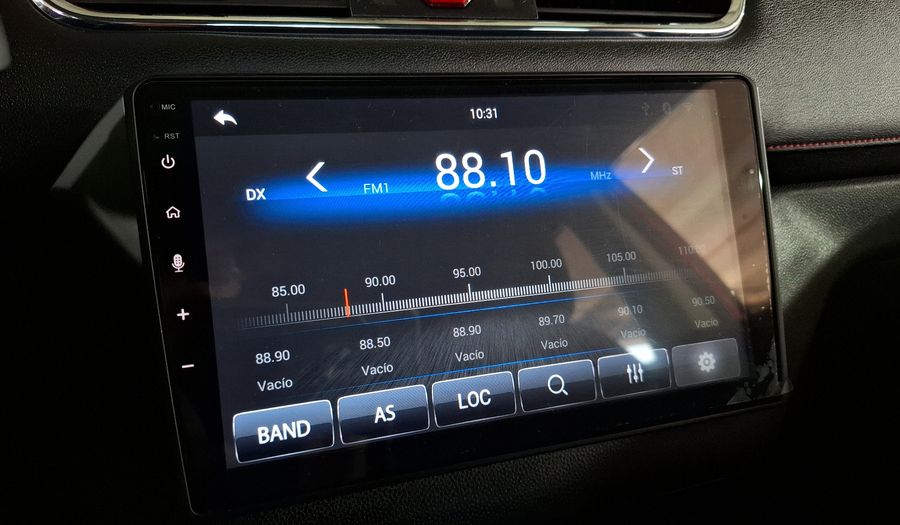 MIC
10:31
RST
DX
FM1
88.10
MHz
ST
85.00 90.00 95.00 100.00 105.00 110.00
88.90 88.50 88.90 89.70 90.10 90.50
Vacío Vacío Vacío Vacío Vacío Vacío
BAND AS LOC